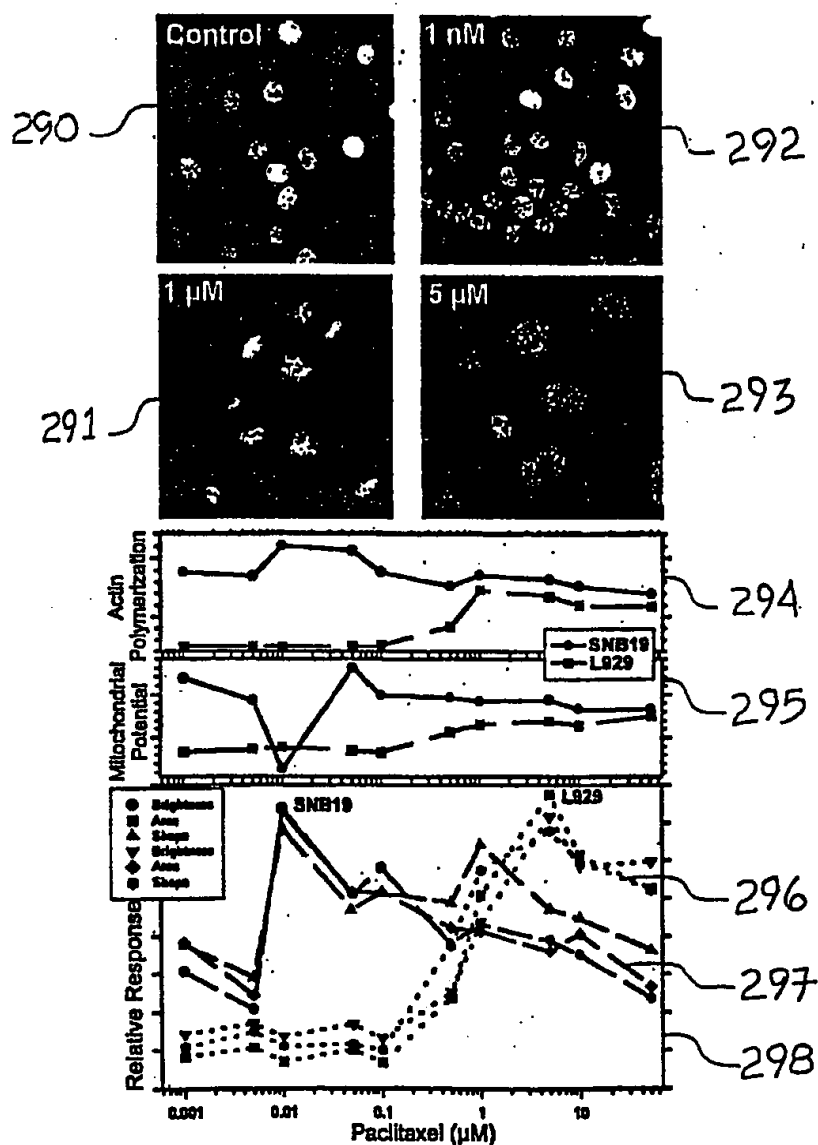 Control
1 nM
290
292
1 µM
5 µM
291
293
Actin
Polymerization
294
SNB19
L929
Mitochondrial
Potential
295
Brightness
Area
Shape
Brightness
Area
Shape
SNB19
L929
296
Relative Response
297
298
0.001
0.01
0.1
1
10
Paclitaxel (µM)